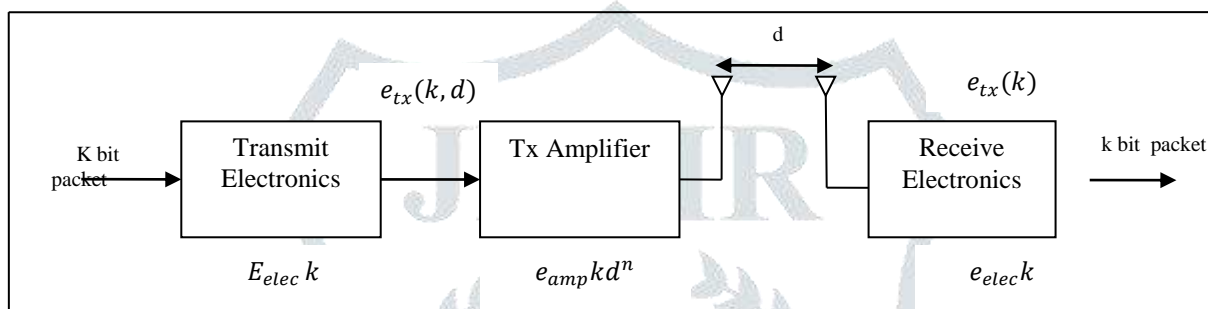 d
e_{tx}(k, d)
e_{tx}(k)
K bit
packet
Transmit
Electronics
Tx Amplifier
Receive
Electronics
k bit packet
E_{elec} k
e_{amp}kd^n
e_{elec}k